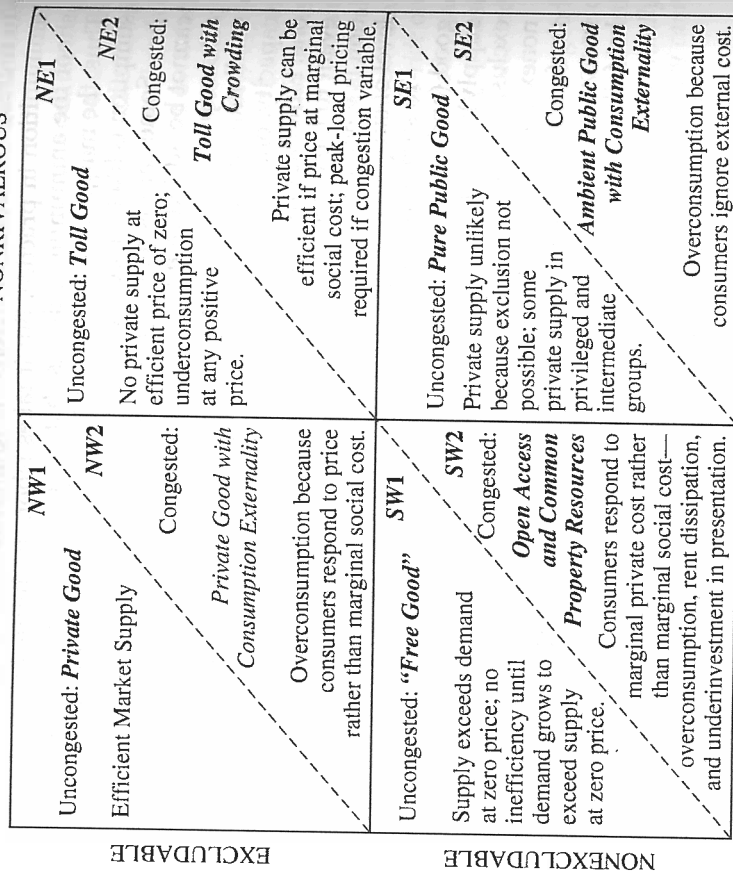 NONRIVALROUS
EXCLUDABLE
NW1
Uncongested: Private Good
NW2
Efficient Market Supply
Congested:
Private Good with
Consumption Externality
Overconsumption because
consumers respond to price
rather than marginal social cost.
NE1
Uncongested: Toll Good
NE2
No private supply at
efficient price of zero;
underconsumption
at any positive
price.
Congested:
Toll Good with
Crowding
Private supply can be
efficient if price at marginal
social cost; peak-load pricing
required if congestion variable.
NONEXCLUDABLE
Uncongested: "Free Good" SW1
SW2
Supply exceeds demand
at zero price; no
inefficiency until
demand grows to
exceed supply
at zero price.
Congested:
Open Access
and Common
Property Resources
Consumers respond to
marginal private cost rather
than marginal social cost—
overconsumption, rent dissipation,
and underinvestment in presentation.
SE1
Uncongested: Pure Public Good
SE2
Private supply unlikely
because exclusion not
possible; some
private supply in
privileged and
intermediate
groups.
Congested:
Ambient Public Good
with Consumption
Externality
Overconsumption because
consumers ignore external cost.